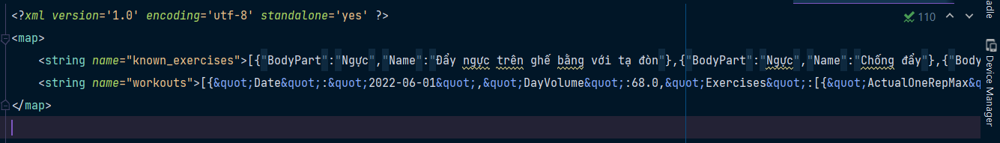 <?xml version='1.0' encoding='utf-8' standalone='yes' ?>
110
<map>
<string name="known_exercises">[{"BodyPart":"Ngực","Name":"Đẩy ngực trên ghế bằng với tạ đòn"},{"BodyPart":"Ngực","Name":"Chống đẩy"},{"Body
<string name="workouts">[{&quot;Date&quot;:&quot;2022-06-01&quot;,&quot;DayVolume&quot;:68.0,&quot;Exercises&quot;:[{&quot;ActualOneRepMax&q
</map>
adle
Device Manager